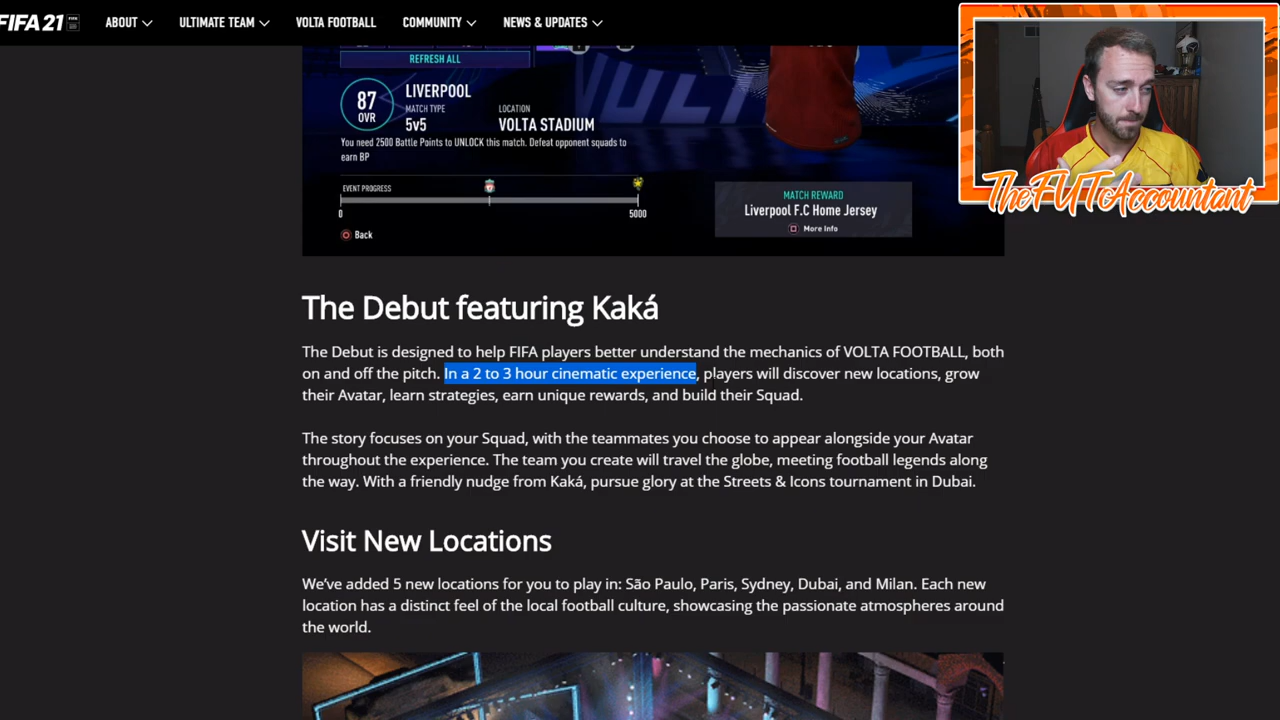 FIFA 21
ABOUT
ULTIMATE TEAM
VOLTA FOOTBALL
COMMUNITY
NEWS & UPDATES
REFRESH ALL
87
OVR
LIVERPOOL
MATCH TYPE
5v5
LOCATION
VOLTA STADIUM
You need 2500 Battle Points to UNLOCK this match. Defeat opponent squads to
earn BP
EVENT PROGRESS
0
5000
Back
MATCH REWARD
Liverpool F.C Home Jersey
More Info
TheFUTAccountant
The Debut featuring Kaká
The Debut is designed to help FIFA players better understand the mechanics of VOLTA FOOTBALL, both
on and off the pitch. In a 2 to 3 hour cinematic experience, players will discover new locations, grow
their Avatar, learn strategies, earn unique rewards, and build their Squad.
The story focuses on your Squad, with the teammates you choose to appear alongside your Avatar
throughout the experience. The team you create will travel the globe, meeting football legends along
the way. With a friendly nudge from Kaká, pursue glory at the Streets & Icons tournament in Dubai.
Visit New Locations
We've added 5 new locations for you to play in: São Paulo, Paris, Sydney, Dubai, and Milan. Each new
location has a distinct feel of the local football culture, showcasing the passionate atmospheres around
the world.